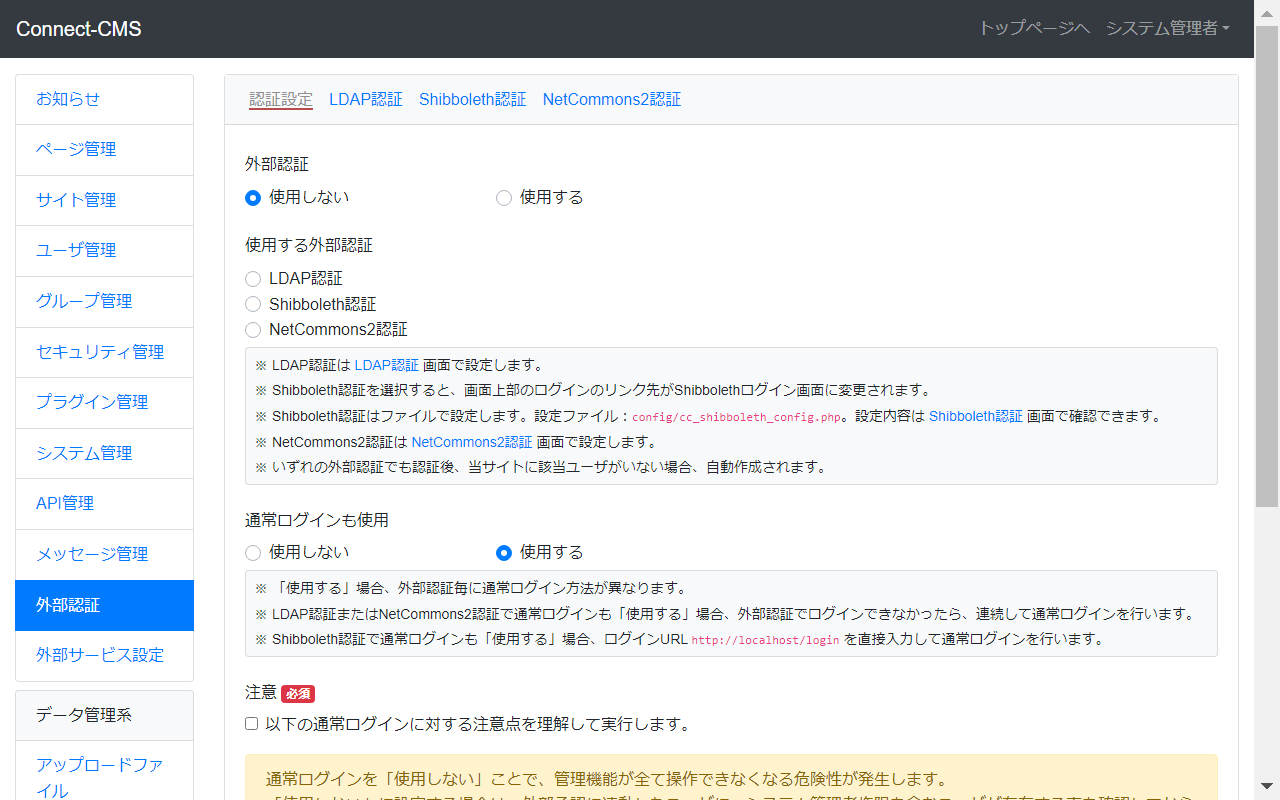 Connect-CMS
トップページへ システム管理者
お知らせ
ページ管理
サイト管理
ユーザ管理
グループ管理
セキュリティ管理
プラグイン管理
システム管理
API管理
メッセージ管理
外部認証
外部サービス設定
データ管理系
アップロードファ
イル
認証設定 LDAP認証 Shibboleth認証 NetCommons2認証
外部認証
使用しない 使用する
使用する外部認証
LDAP認証
Shibboleth認証
NetCommons2認証
※ LDAP認証は LDAP認証 画面で設定します。
※ Shibboleth認証を選択すると、画面上部のログインのリンク先がShibbolethログイン画面に変更されます。
※ Shibboleth認証はファイルで設定します。設定ファイル：config/cc_shibboleth_config.php。設定内容は Shibboleth認証 画面で確認できます。
※ NetCommons2認証は NetCommons2認証 画面で設定します。
※ いずれの外部認証でも認証後、当サイトに該当ユーザがいない場合、自動作成されます。
通常ログインも使用
使用しない 使用する
※ 「使用する」場合、外部認証毎に通常ログイン方法が異なります。
※ LDAP認証またはNetCommons2認証で通常ログインも「使用する」場合、外部認証でログインできなかったら、連続して通常ログインを行います。
※ Shibboleth認証で通常ログインも「使用する」場合、ログインURL http://localhost/login を直接入力して通常ログインを行います。
注意 必須
以下の通常ログインに対する注意点を理解して実行します。
通常ログインを「使用しない」ことで、管理機能が全て操作できなくなる危険性が発生します。